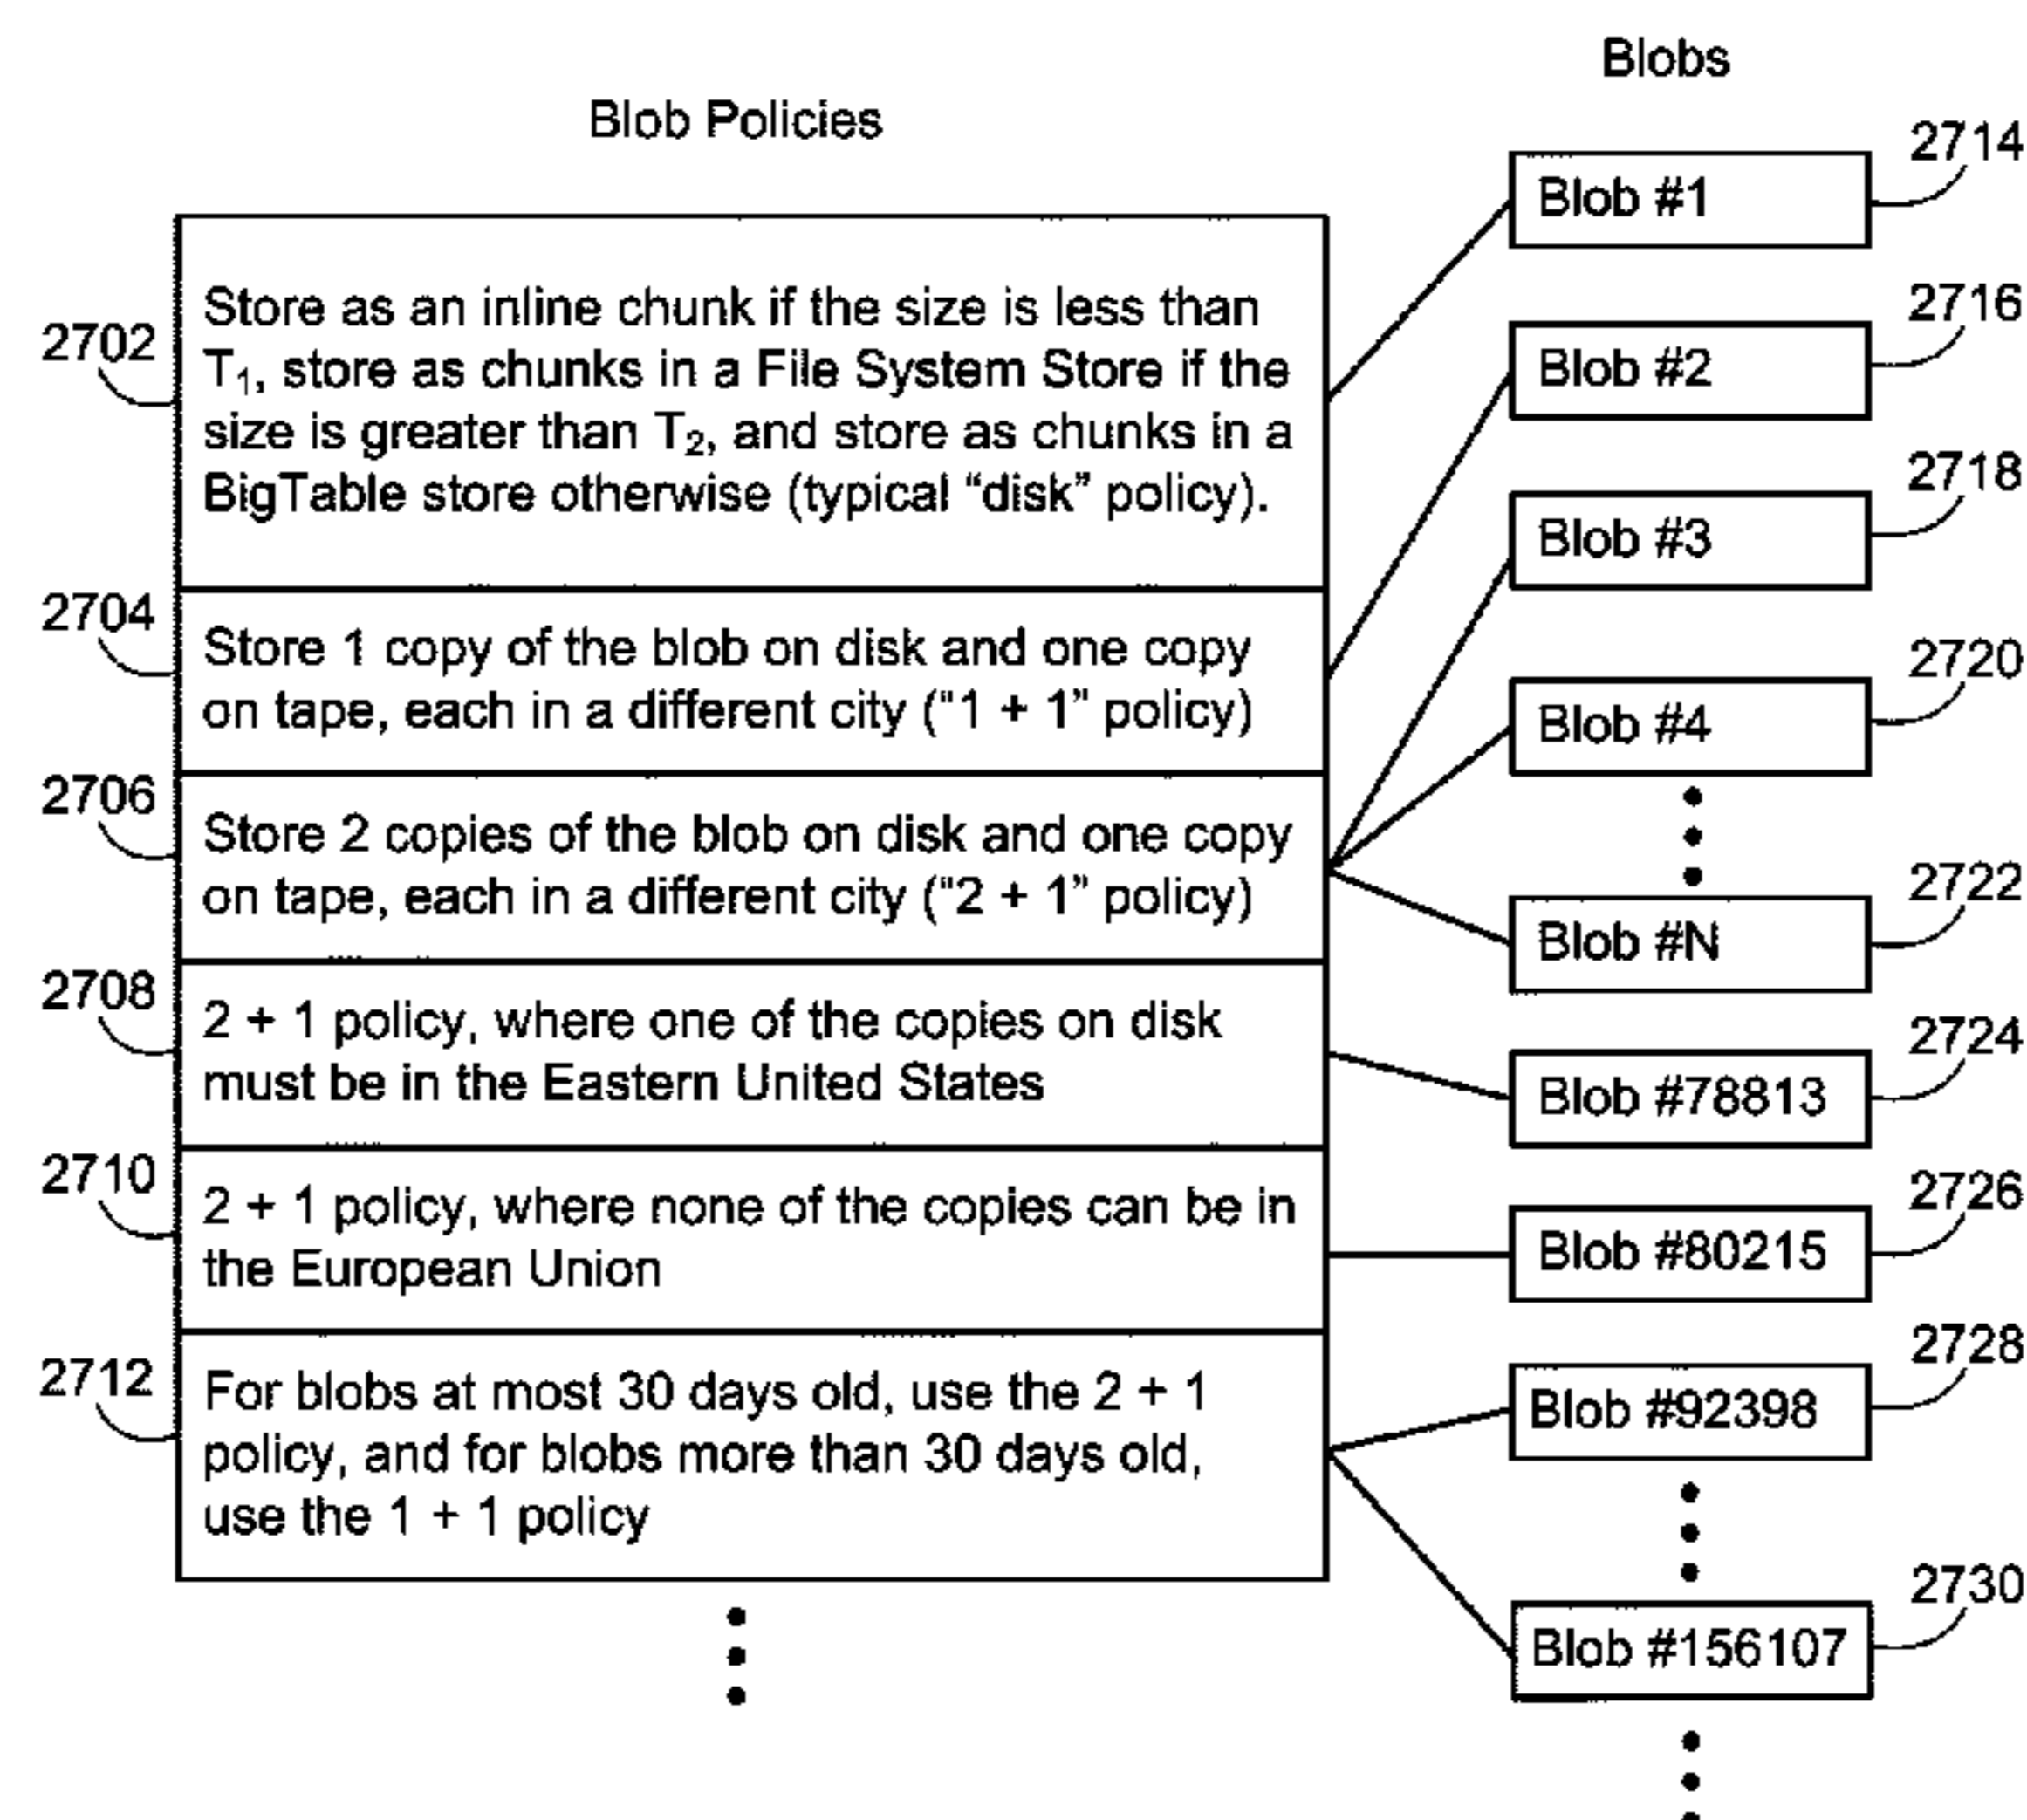 Blobs
Blob Policies
2702
Store as an inline chunk if the size is less than
T₁, store as chunks in a File System Store if the
size is greater than T₂, and store as chunks in a
BigTable store otherwise (typical “disk” policy).
2704
Store 1 copy of the blob on disk and one copy
on tape, each in a different city (“1 + 1” policy)
2706
Store 2 copies of the blob on disk and one copy
on tape, each in a different city (“2 + 1” policy)
2708
2 + 1 policy, where one of the copies on disk
must be in the Eastern United States
2710
2 + 1 policy, where none of the copies can be in
the European Union
2712
For blobs at most 30 days old, use the 2 + 1
policy, and for blobs more than 30 days old,
use the 1 + 1 policy
2714
Blob #1
2716
Blob #2
2718
Blob #3
2720
Blob #4
2722
Blob #N
2724
Blob #78813
2726
Blob #80215
2728
Blob #92398
2730
Blob #156107